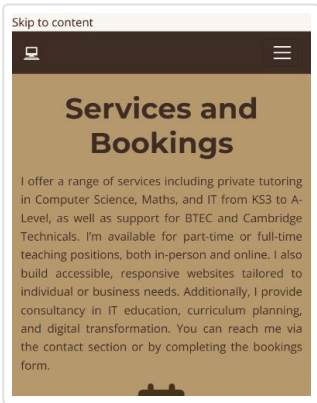 Skip to content
Services and
Bookings
I offer a range of services including private tutoring
in Computer Science, Maths, and IT from KS3 to A-
Level, as well as support for BTEC and Cambridge
Technicals. I'm available for part-time or full-time
teaching positions, both in-person and online. I also
build accessible, responsive websites tailored to
individual or business needs. Additionally, I provide
consultancy in IT education, curriculum planning,
and digital transformation. You can reach me via
the contact section or by completing the bookings
form.